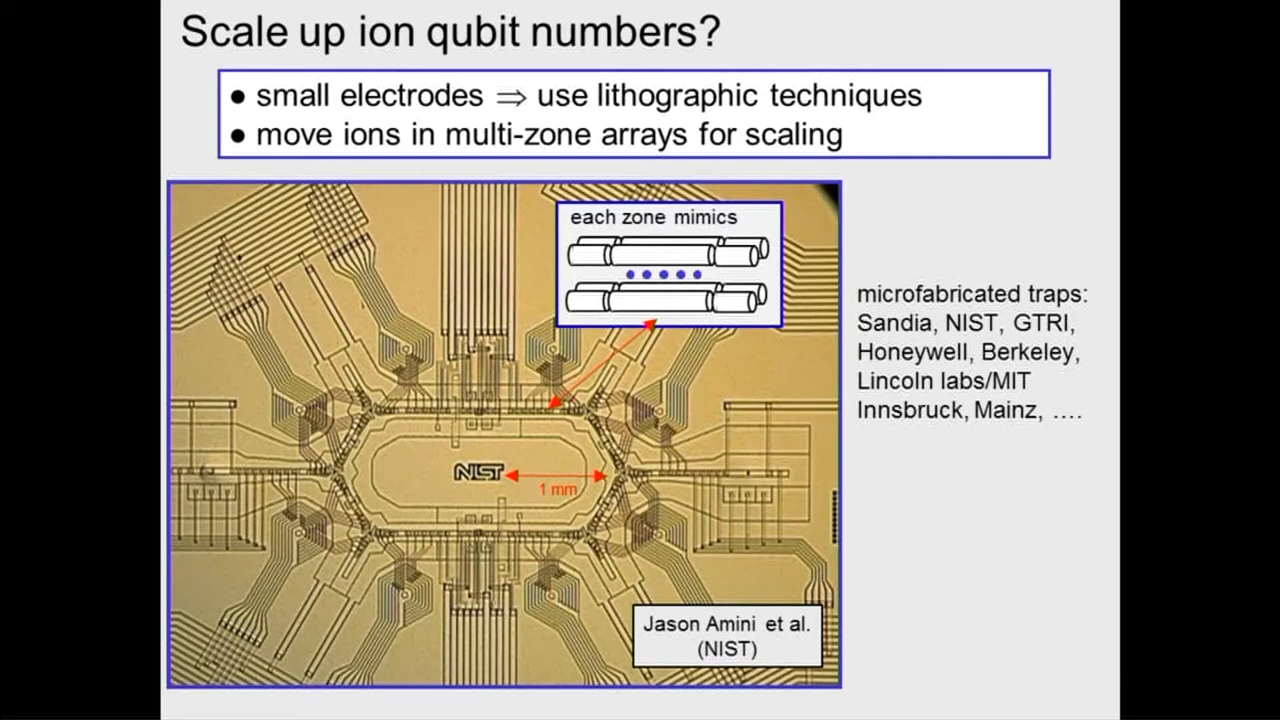 Scale up ion qubit numbers?
● small electrodes ⇒ use lithographic techniques
● move ions in multi-zone arrays for scaling
each zone mimics
microfabricated traps:
Sandia, NIST, GTRI,
Honeywell, Berkeley,
Lincoln labs/MIT
Innsbruck, Mainz, ....
NIST
1 mm
Jason Amini et al.
(NIST)